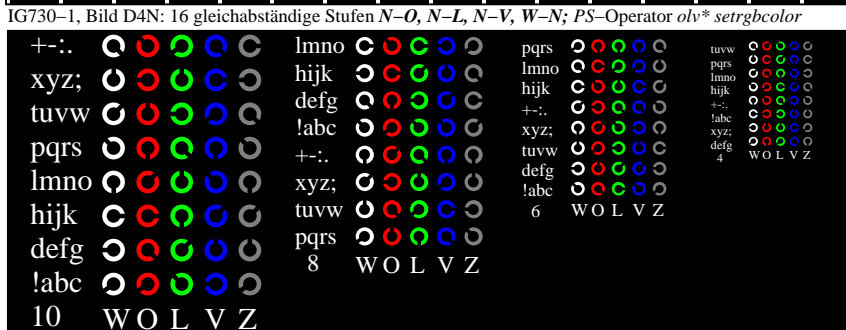 IG730–1, Bild D4N: 16 gleichabständige Stufen N–O, N–L, N–V, W–N; PS–Operator olv* setrgbcolor
+-:.
xyz;
tuvw
pqrs
lmno
hijk
defg
!abc
10 W O L V Z
lmno
hijk
defg
!abc
+-:.
xyz;
tuvw
pqrs
8 W O L V Z
pqrs
lmno
hijk
+-:.
xyz;
tuvw
defg
!abc
6 W O L V Z
tuvw
pqrs
lmno
hijk
+-:.
!abc
xyz;
defg
4 W O L V Z